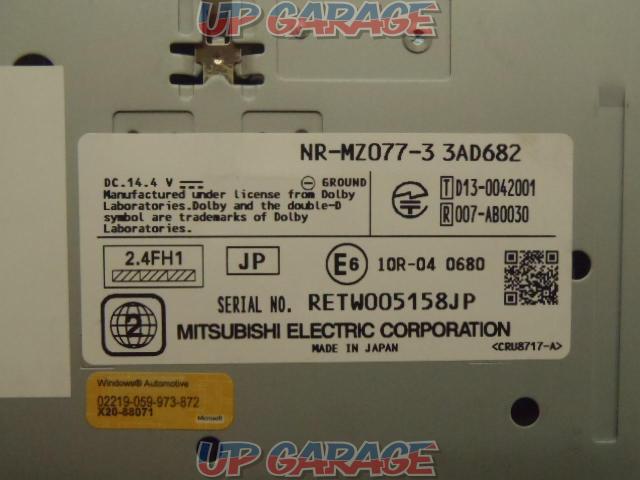 UP GARAGE
NR-MZ077-3 3AD682
DC.14.4 V
GROUND
Manufactured under license from Dolby
Laboratories.Dolby and the double-D
symbol are trademarks of Dolby
Laboratories.
T D13-0042001
R 007-AB0030
2.4FH1
JP
E6 10R-04 0680
2
SERIAL NO. RETW005158JP
MITSUBISHI ELECTRIC CORPORATION
MADE IN JAPAN
<CRU8717-A>
Windows® Automotive
02219-059-973-872
X20-88071
Microsoft
UP GARAGE